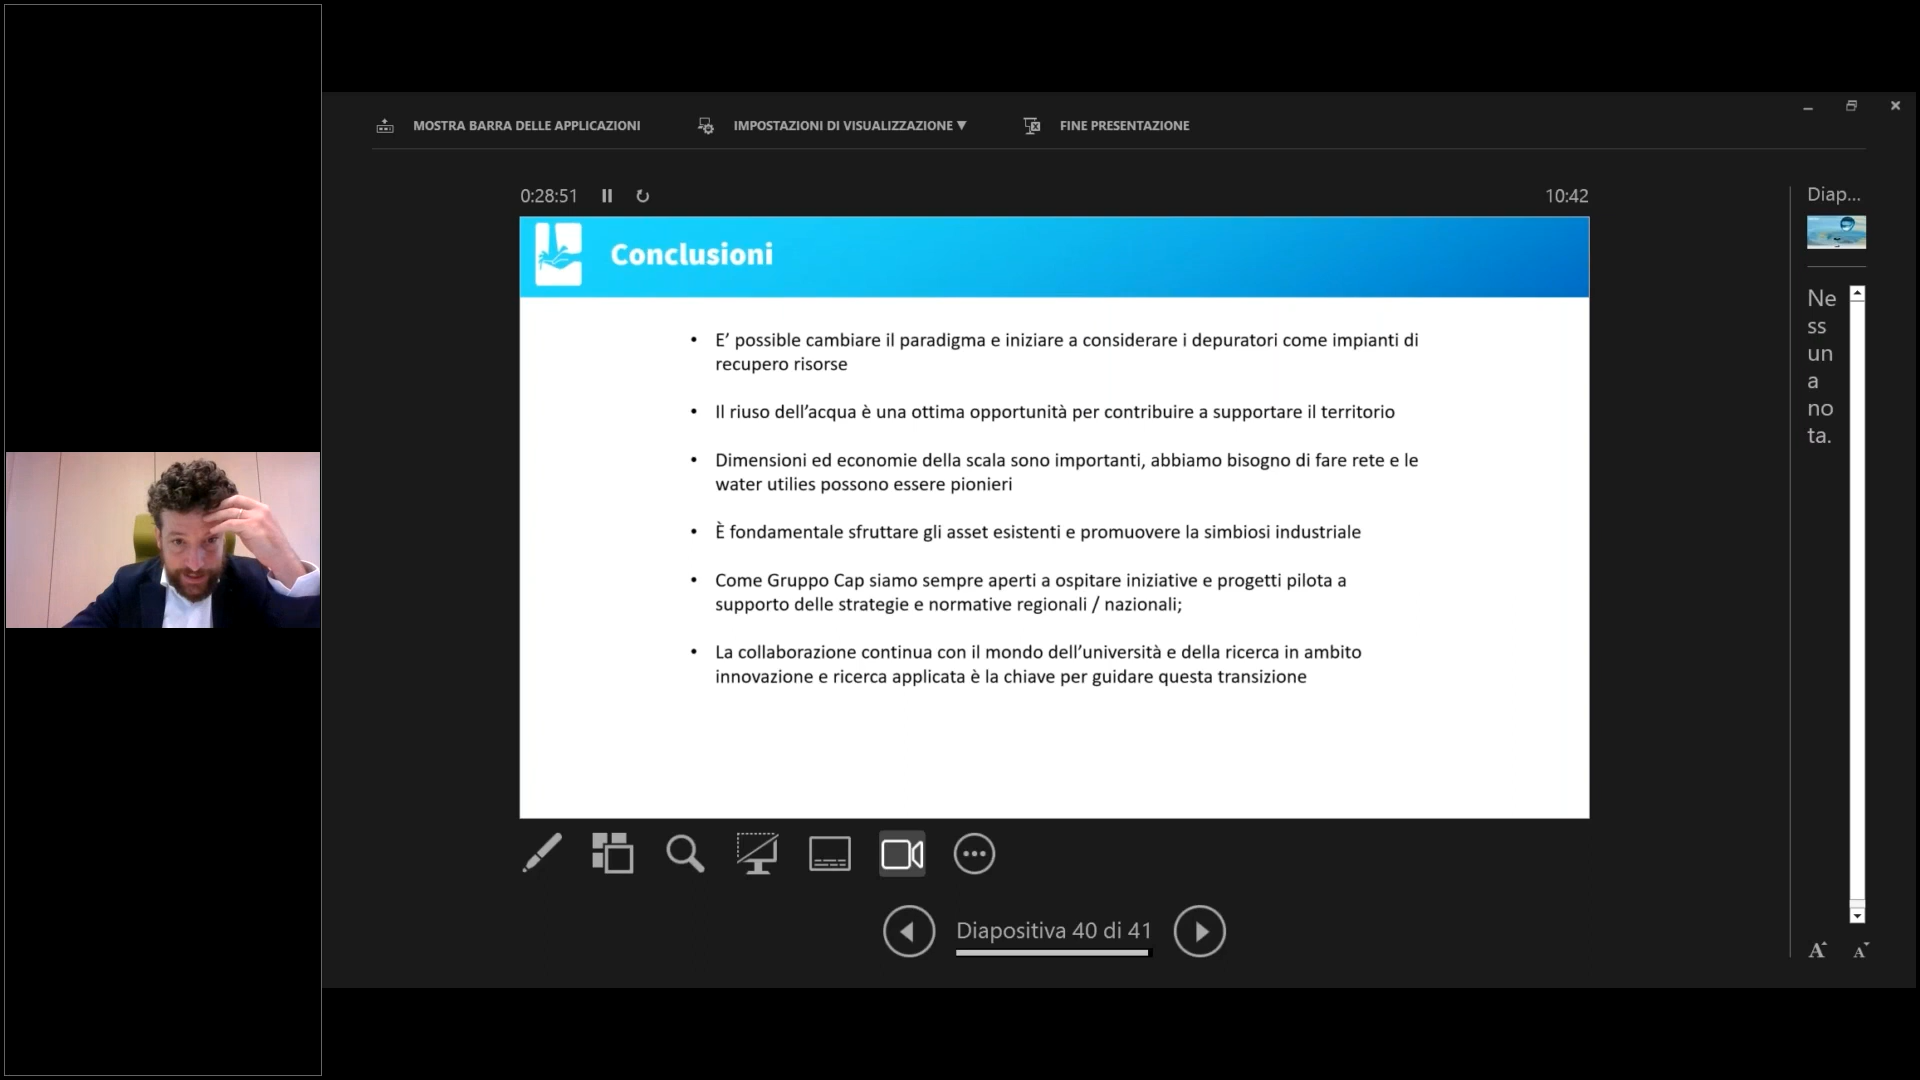 MOSTRA BARRA DELLE APPLICAZIONI
IMPOSTAZIONI DI VISUALIZZAZIONE ▼
FINE PRESENTAZIONE
0:28:51
10:42
Conclusioni
• E’ possible cambiare il paradigma e iniziare a considerare i depuratori come impianti di
recupero risorse
• Il riuso dell’acqua è una ottima opportunità per contribuire a supportare il territorio
• Dimensioni ed economie della scala sono importanti, abbiamo bisogno di fare rete e le
water utilies possono essere pionieri
• È fondamentale sfruttare gli asset esistenti e promuovere la simbiosi industriale
• Come Gruppo Cap siamo sempre aperti a ospitare iniziative e progetti pilota a
supporto delle strategie e normative regionali / nazionali;
• La collaborazione continua con il mondo dell’università e della ricerca in ambito
innovazione e ricerca applicata è la chiave per guidare questa transizione
Diapositiva 40 di 41
Diap...
Ne
ss
un
a
no
ta.
A A